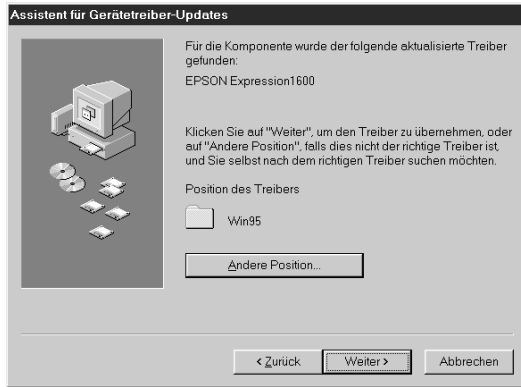 Assistent für Gerätetreiber-Updates
Für die Komponente wurde der folgende aktualisierte Treiber
gefunden:
EPSON Expression1600
Klicken Sie auf "Weiter", um den Treiber zu übernehmen, oder
auf "Andere Position", falls dies nicht der richtige Treiber ist,
und Sie selbst nach dem richtigen Treiber suchen möchten.
Position des Treibers
Win95
Andere Position...
< Zurück
Weiter >
Abbrechen